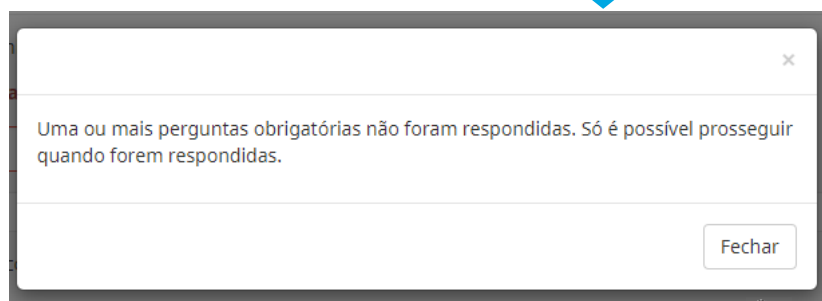 ×
Uma ou mais perguntas obrigatórias não foram respondidas. Só é possível prosseguir
quando forem respondidas.
Fechar